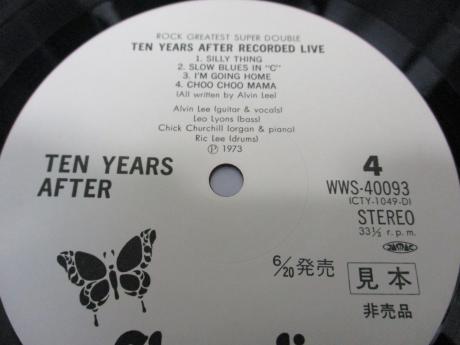 ROCK GREATEST SUPER DOUBLE
TEN YEARS AFTER RECORDED LIVE
1. SILLY THING
2. SLOW BLUES IN "C"
3. I'M GOING HOME
4. CHOO CHOO MAMA
(All written by Alvin Lee)
Alvin Lee (guitar & vocals)
Leo Lyons (bass)
Chick Churchill (organ & piano)
Ric Lee (drums)
Ⓟ 1973
TEN YEARS
AFTER
4
WWS-40093
(CTY-1049-D)
STEREO
33⅓ r.p.m.
JASRAC
6/20発売
見本
非売品